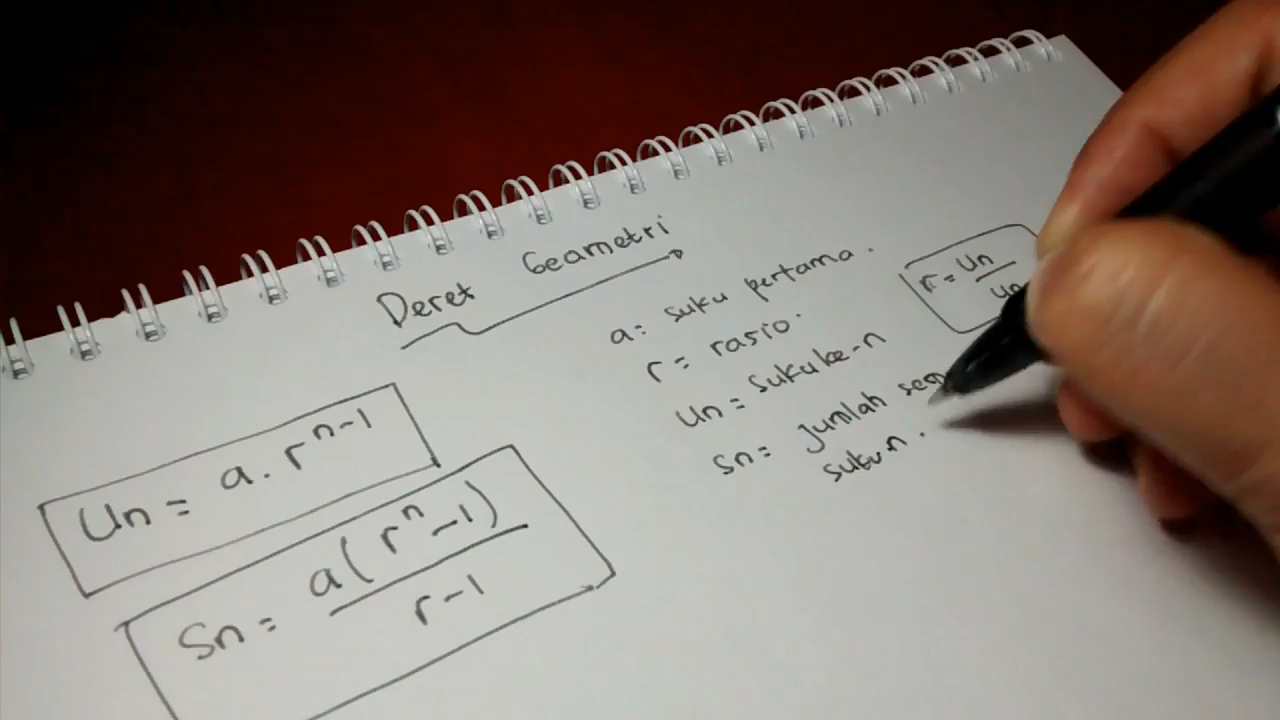 Deret Geometri
a = suku pertama.
r = rasio.
Un = suku ke-n
Sn = Jumlah
suku n.
r = Un
Un = a . r^(n-1)
Sn = a(r^n - 1) / r - 1